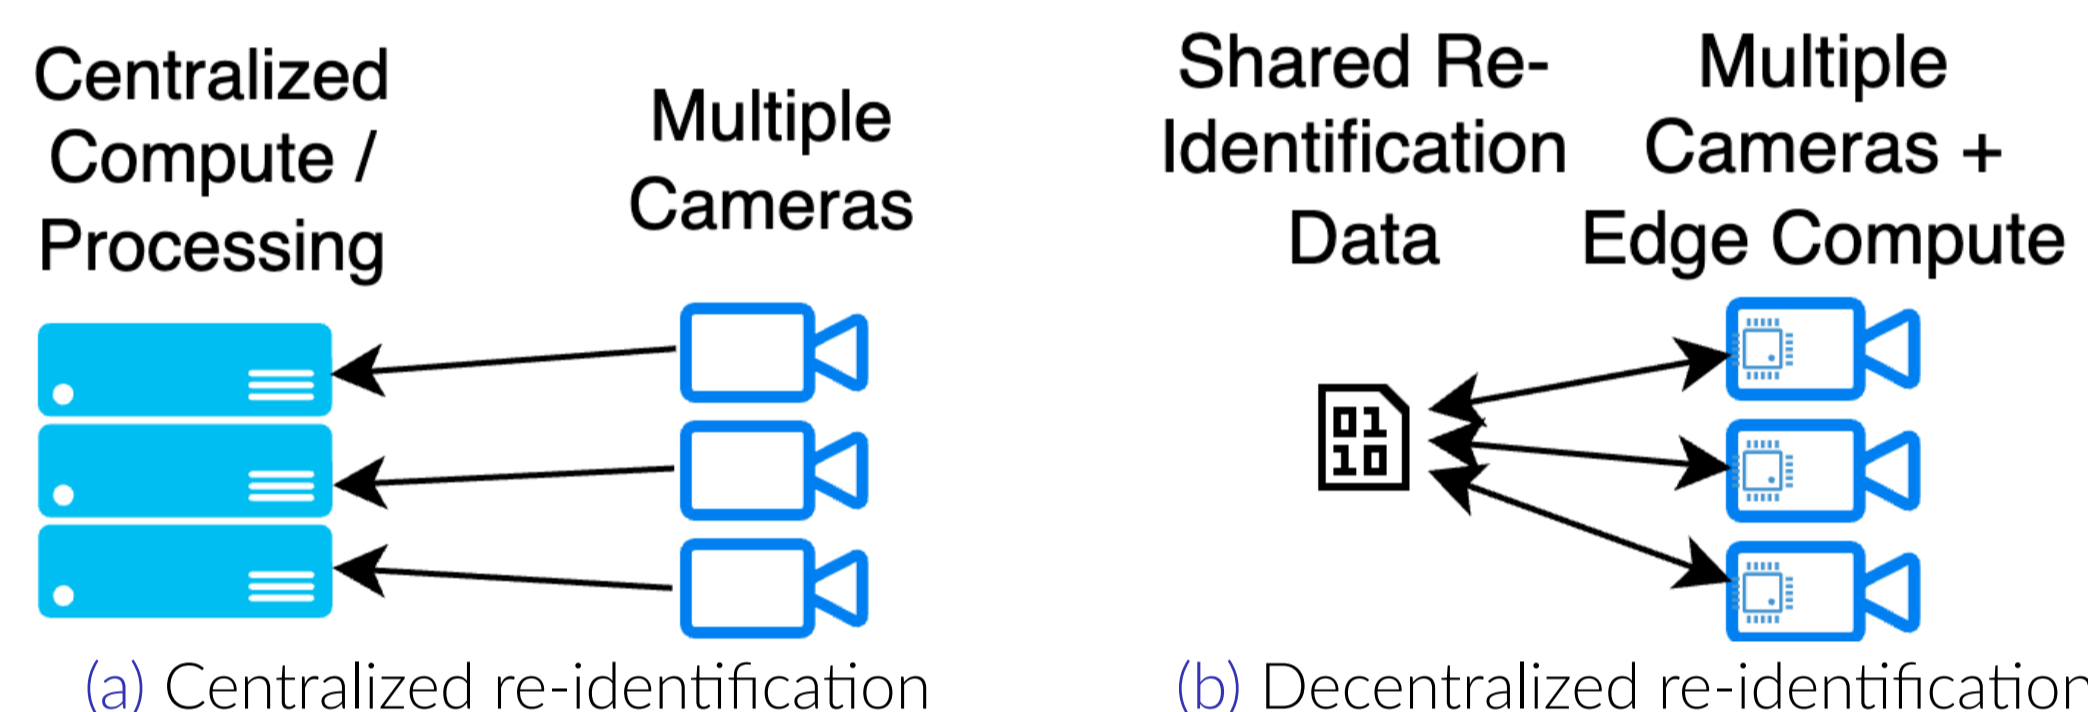 Centralized
Compute /
Processing
Multiple
Cameras
(a) Centralized re-identification
Shared Re-
Identification
Data
Multiple
Cameras +
Edge Compute
01
10
(b) Decentralized re-identification